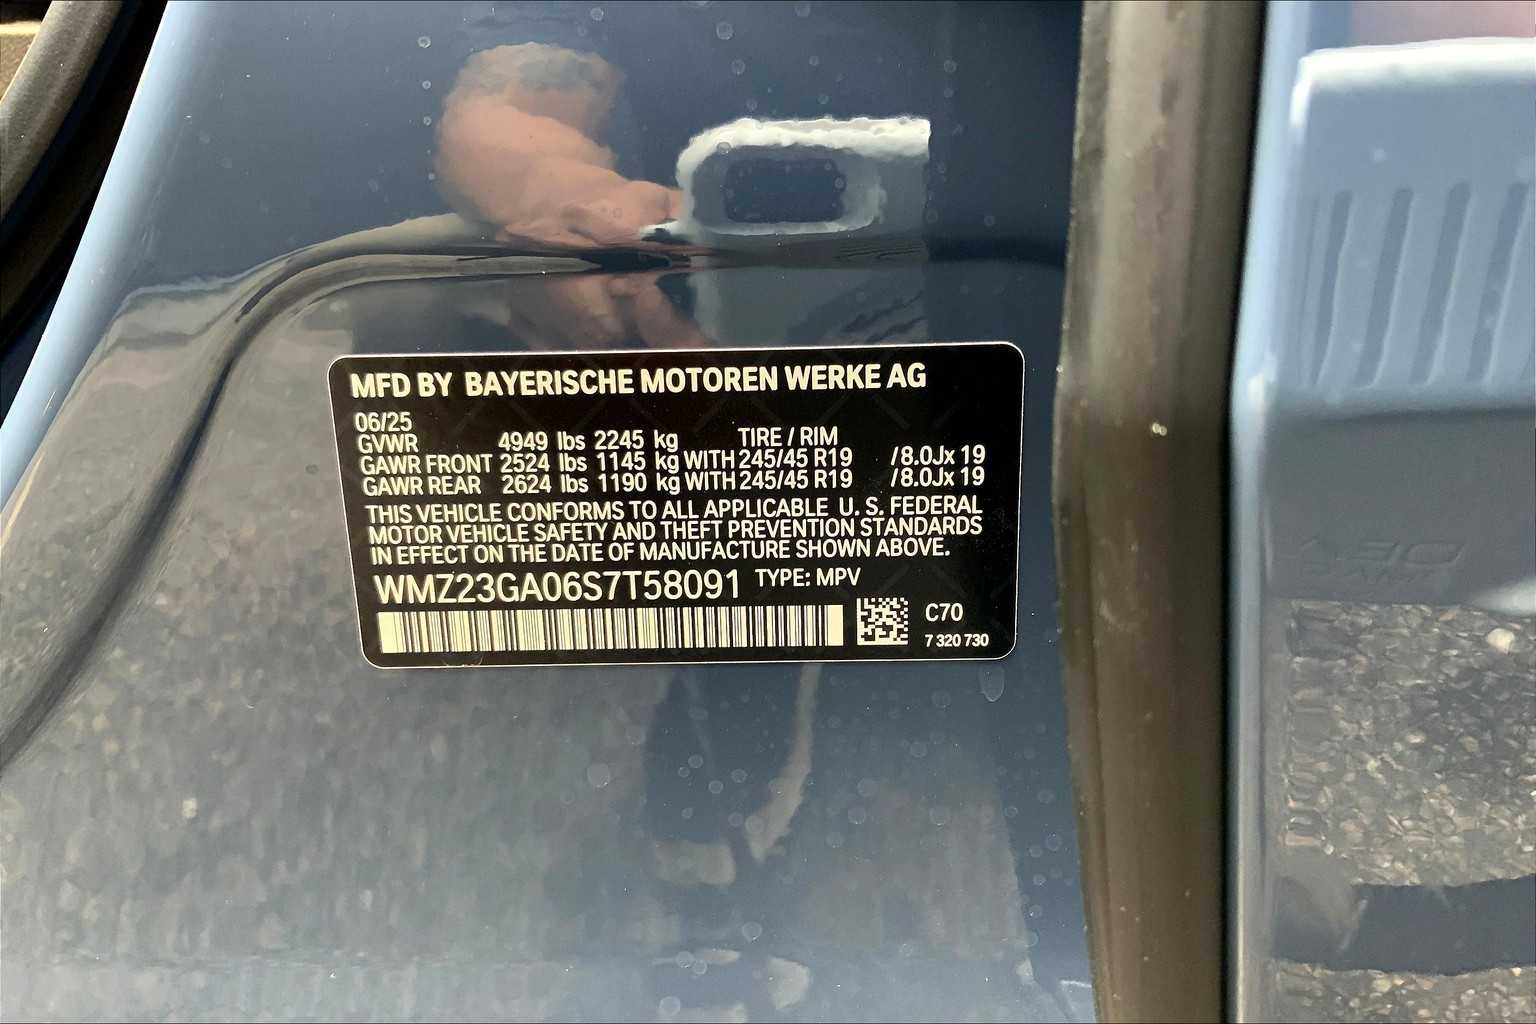 MFD BY BAYERISCHE MOTOREN WERKE AG
06/25
GVWR 4949 lbs 2245 kg TIRE / RIM
GAWR FRONT 2524 lbs 1145 kg WITH 245/45 R19 /8.0Jx 19
GAWR REAR 2624 lbs 1190 kg WITH 245/45 R19 /8.0Jx 19
THIS VEHICLE CONFORMS TO ALL APPLICABLE U. S. FEDERAL
MOTOR VEHICLE SAFETY AND THEFT PREVENTION STANDARDS
IN EFFECT ON THE DATE OF MANUFACTURE SHOWN ABOVE.
WMZ23GA06S7T58091 TYPE: MPV
C70
7 320 730